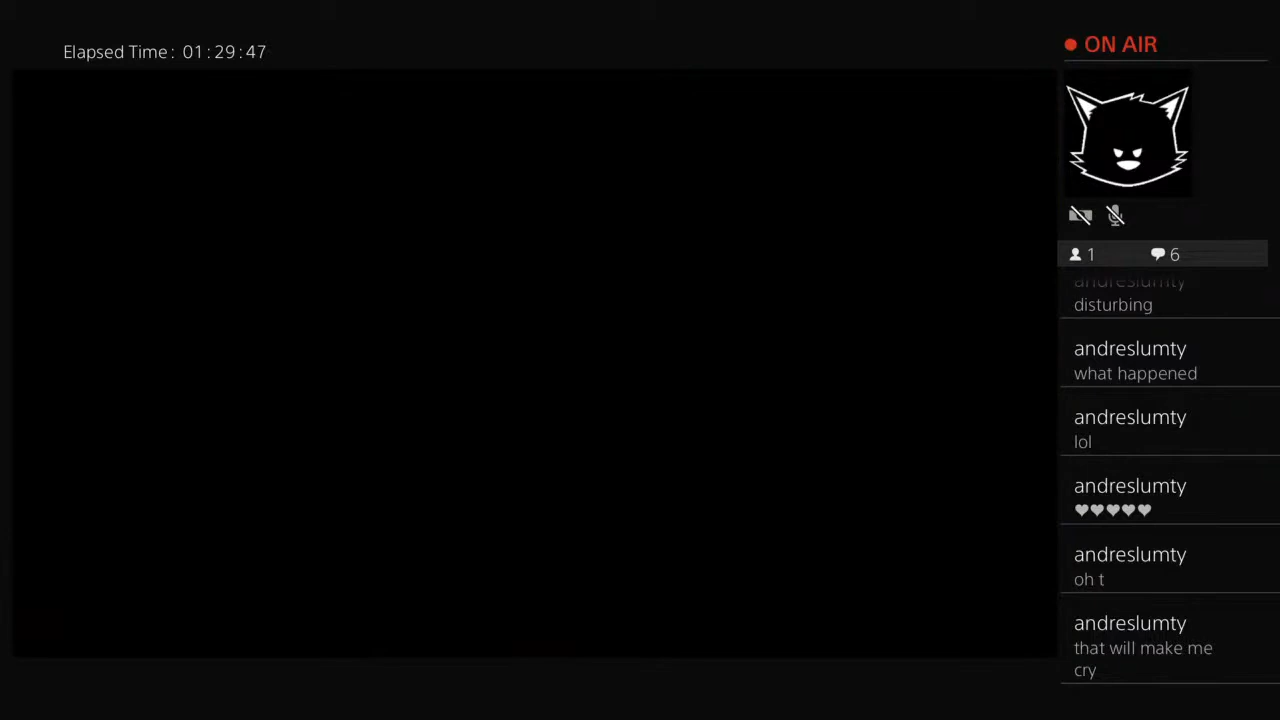 Elapsed Time: 01:29:47
ON AIR
1 6
andreslumty
disturbing
andreslumty
what happened
andreslumty
lol
andreslumty
♥♥♥♥♥
andreslumty
oh t
andreslumty
that will make me
cry